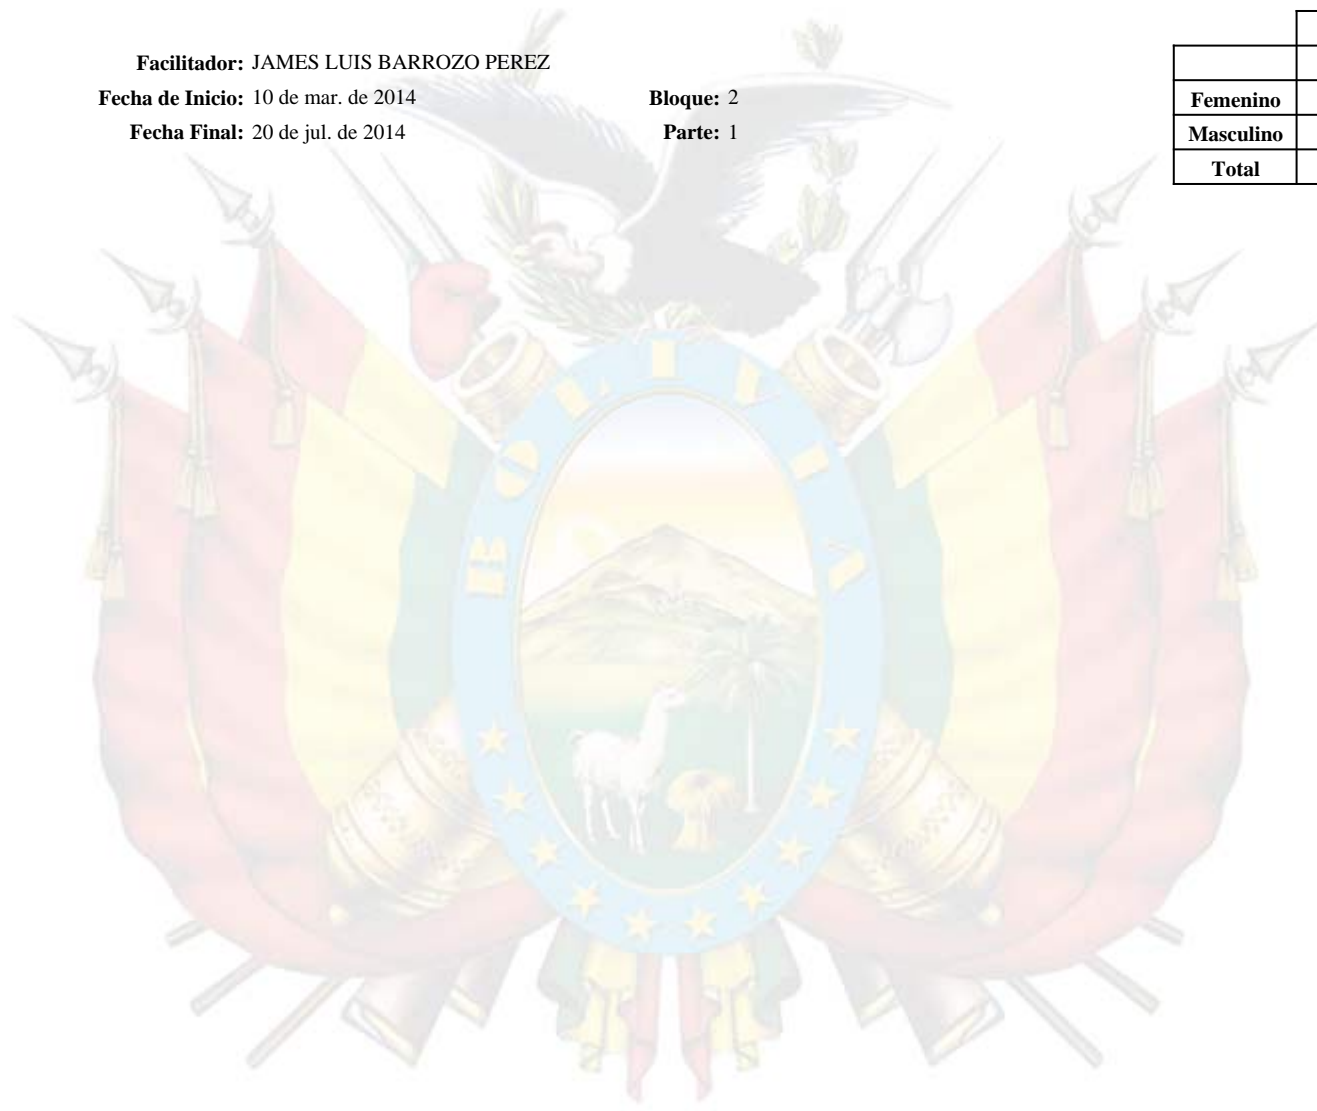 Facilitador: JAMES LUIS BARROZO PEREZ
Fecha de Inicio: 10 de mar. de 2014 Bloque: 2
Fecha Final: 20 de jul. de 2014 Parte: 1
Femenino
Masculino
Total
BOLIVIA